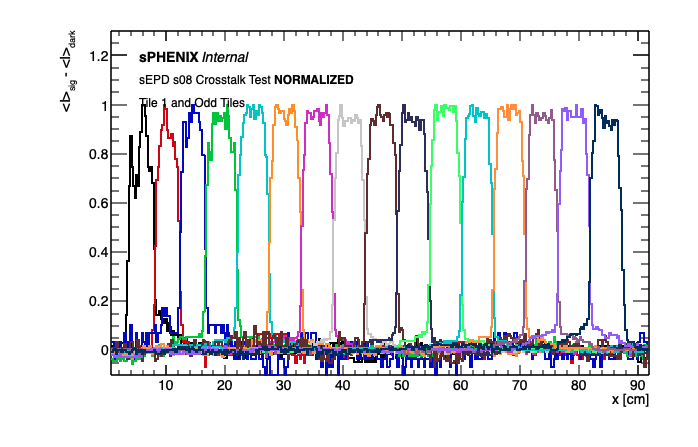 <I>sig - <I>dark
sPHENIX Internal
sEPD s08 Crosstalk Test NORMALIZED
Tile 1 and Odd Tiles
1.2
1
0.8
0.6
0.4
0.2
0
10 20 30 40 50 60 70 80 90
x [cm]